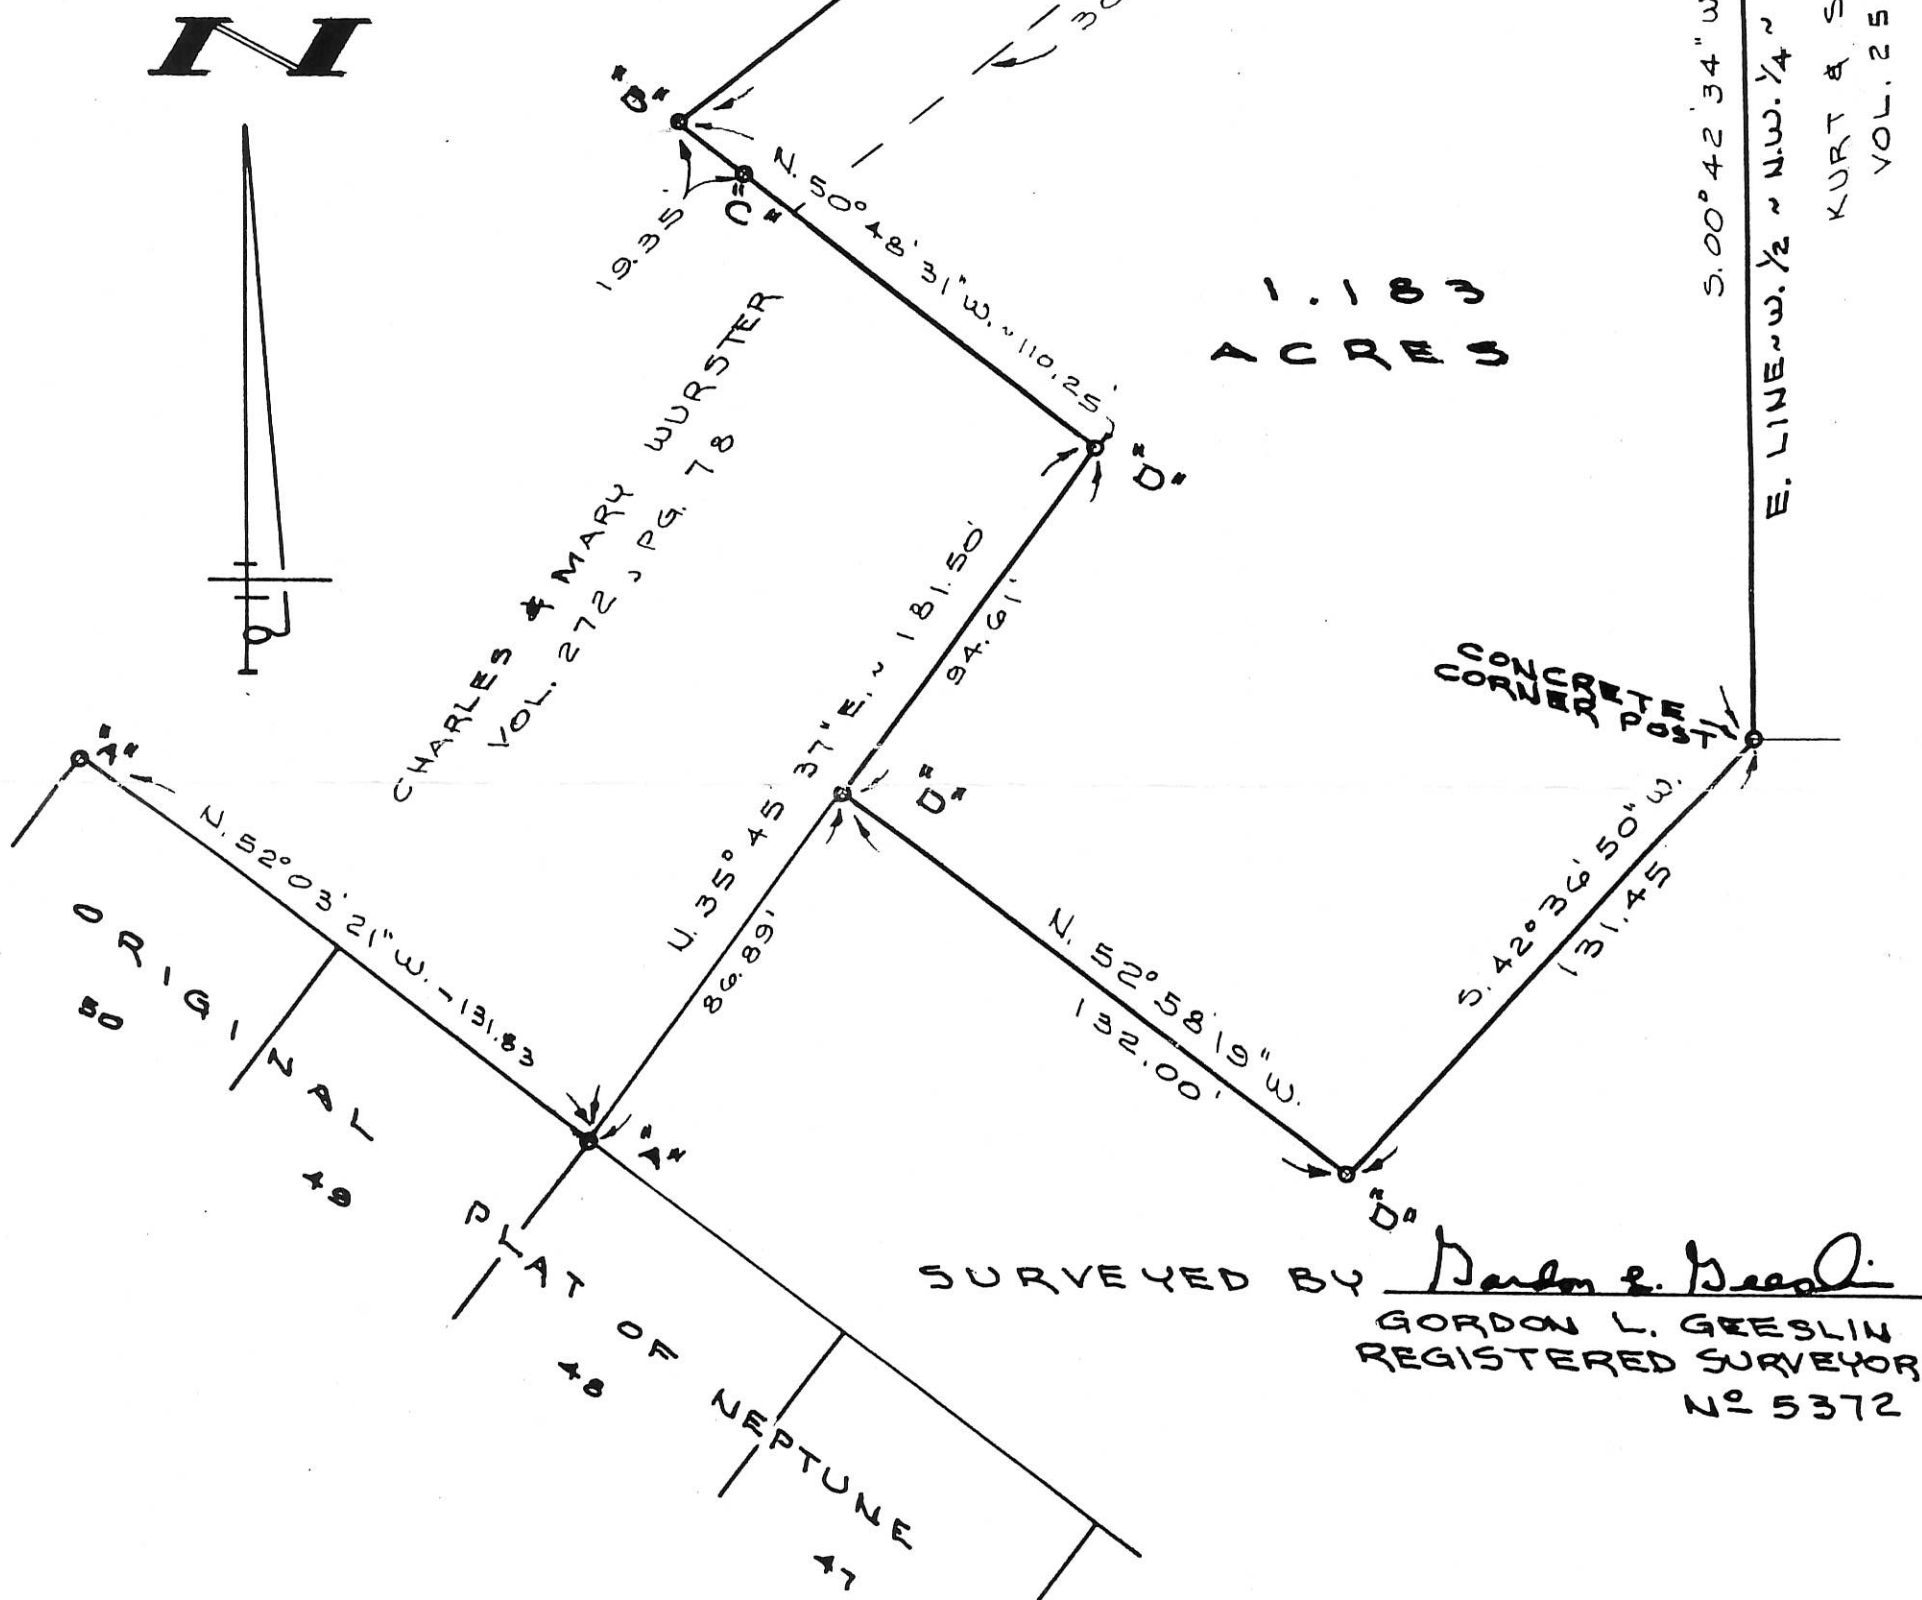 N
"B"
"C"
19.35'
N. 50° 48' 31" W. ~ 110.25'
1.183
ACRES
S. 00° 42' 34" W
E. LINE ~ W. 1/2 ~ N.W. 1/4 ~
KURT & S
VOL. 25
CHARLES & MARY WURSTER
VOL. 272, PG. 78
"D"
N. 35° 45' 37" E. ~ 181.50'
94.61'
86.89'
"D"
CONCRETE
CORNER POST
"A"
N. 52° 03' 21" W. ~ 131.83
N. 52° 58' 19" W.
132.00'
S. 42° 36' 50" W.
131.45
"A"
"D"
ORIGINAL PLAT OF NEPTUNE
50
49
48
47
SURVEYED BY Gordon L. Geeslin
GORDON L. GEESLIN
REGISTERED SURVEYOR
Nº 5372